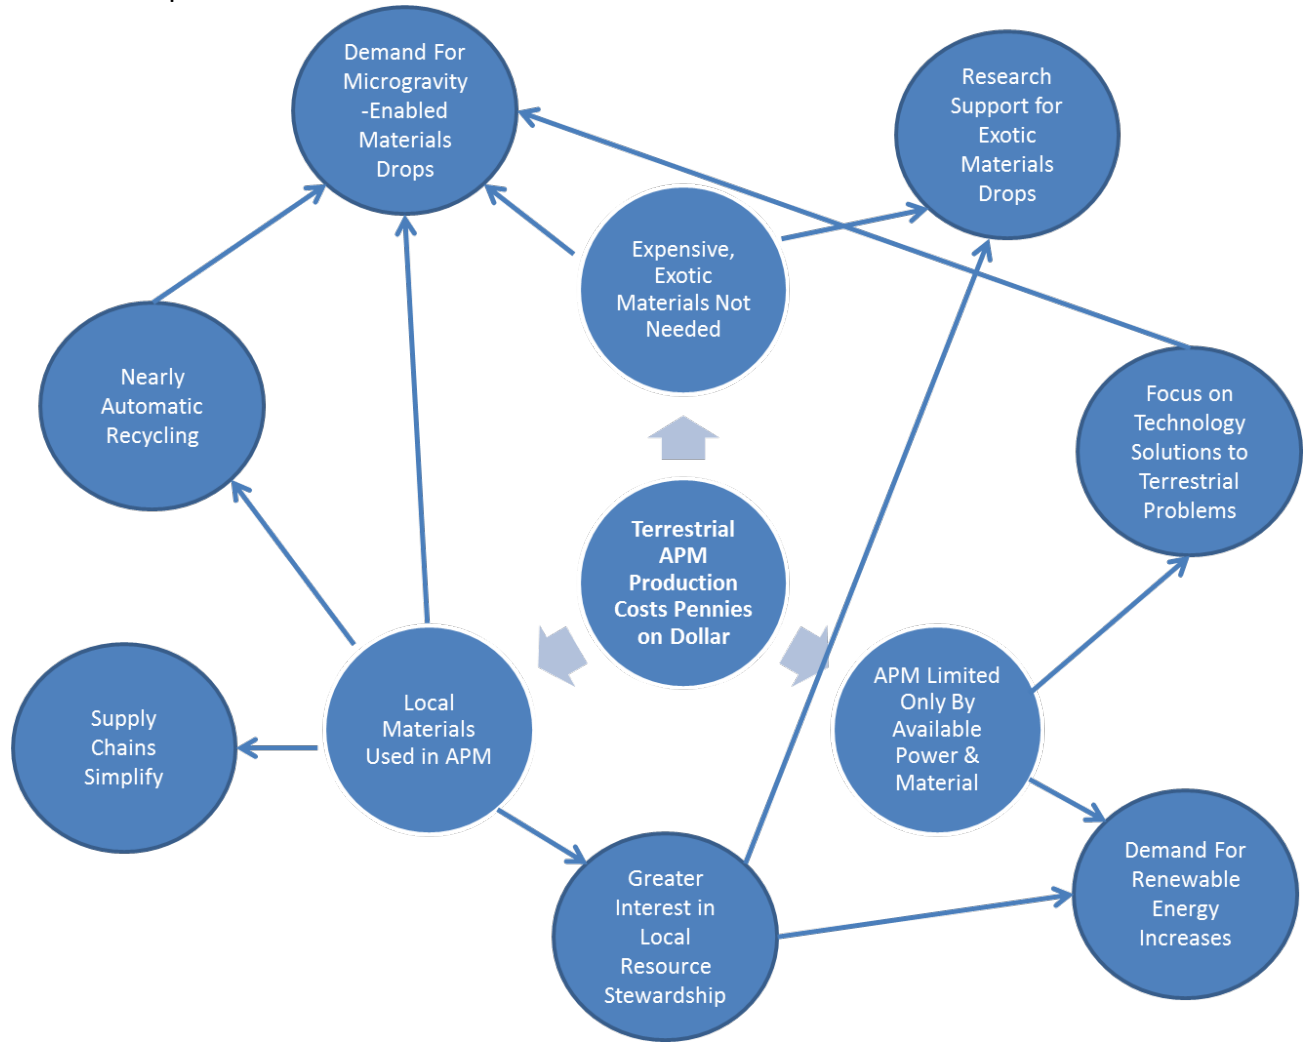 Demand For
Microgravity
-Enabled
Materials
Drops
Research
Support for
Exotic
Materials
Drops
Expensive,
Exotic
Materials Not
Needed
Nearly
Automatic
Recycling
Focus on
Technology
Solutions to
Terrestrial
Problems
Terrestrial
APM
Production
Costs Pennies
on Dollar
Supply
Chains
Simplify
Local
Materials
Used in APM
APM Limited
Only By
Available
Power &
Material
Greater
Interest in
Local
Resource
Stewardship
Demand For
Renewable
Energy
Increases